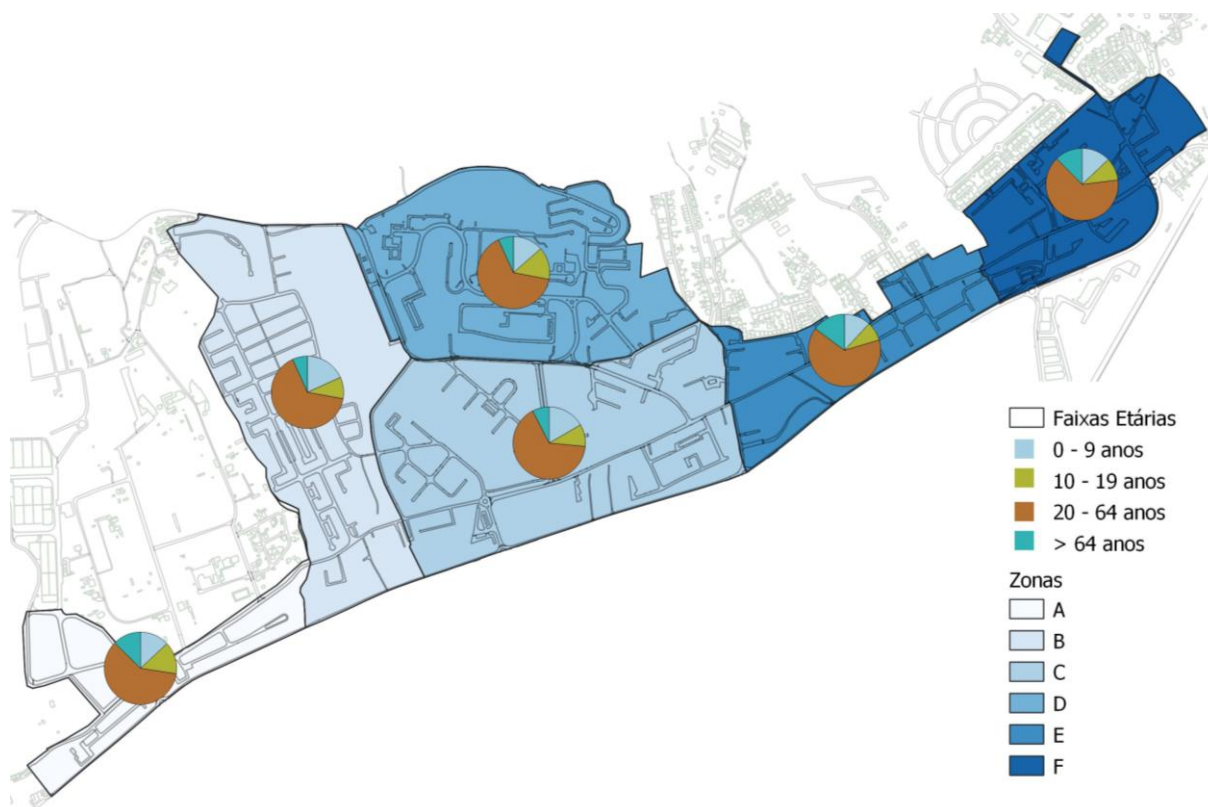 Faixas Etárias
0 - 9 anos
10 - 19 anos
20 - 64 anos
> 64 anos
Zonas
A
B
C
D
E
F